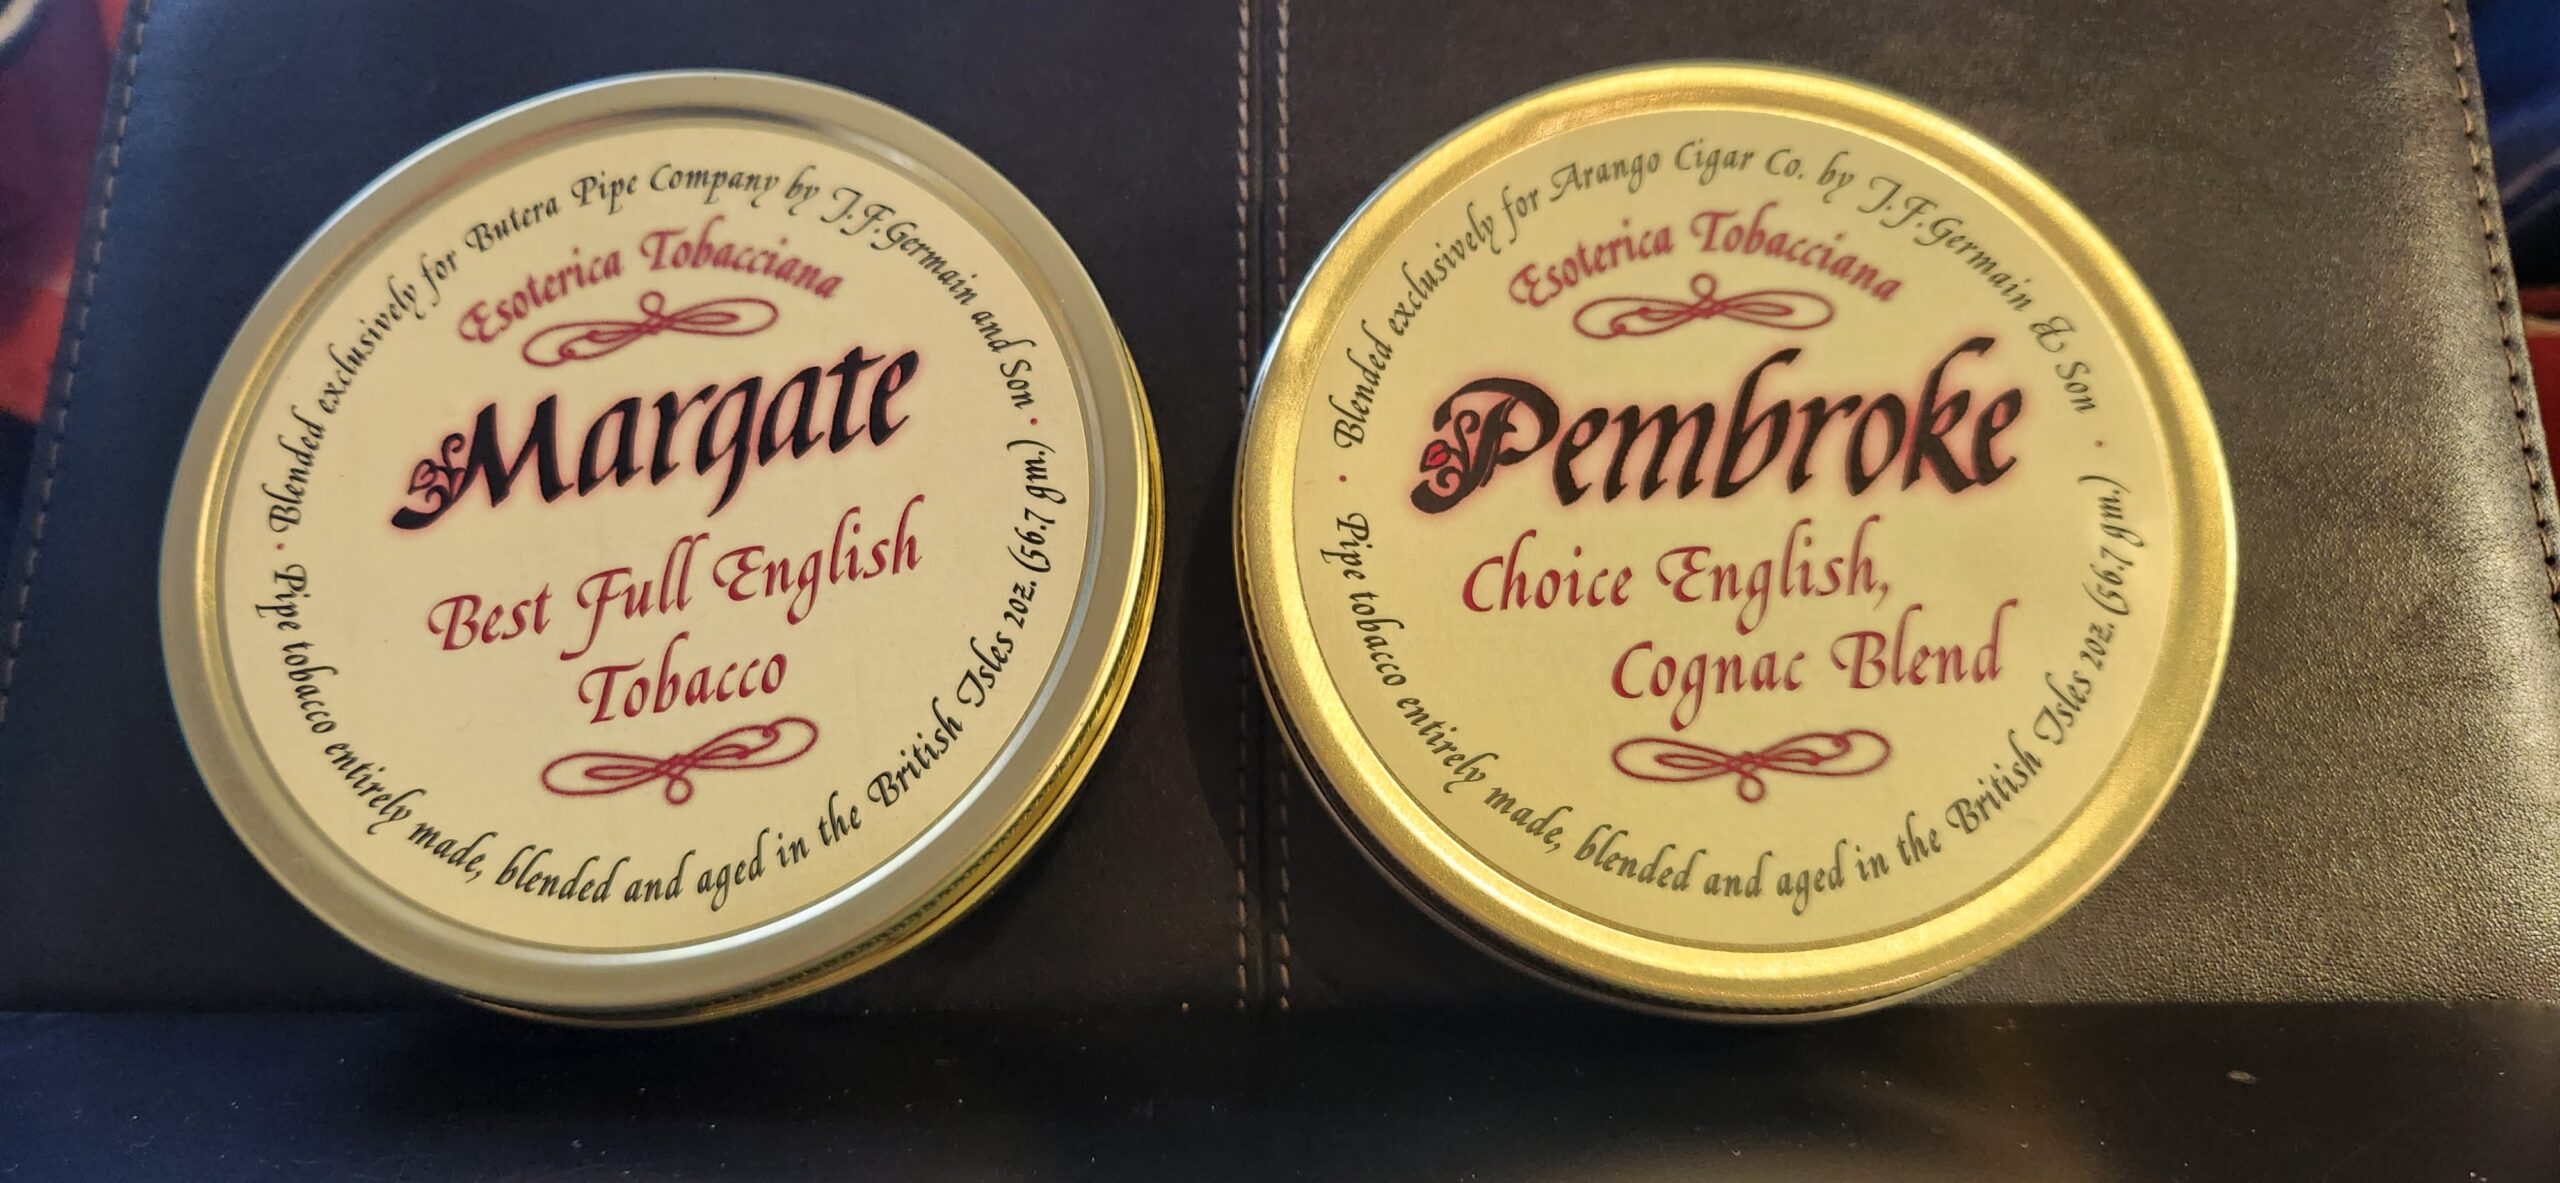 · Blended exclusively for Butera Pipe Company by J.F.Germain and Son ·
Esoterica Tobacciana
Margate
Best Full English
Tobacco
Pipe tobacco entirely made, blended and aged in the British Isles 2oz. (56.7 gm.)
· Blended exclusively for Arango Cigar Co. by J.F.Germain & Son ·
Esoterica Tobacciana
Pembroke
Choice English,
Cognac Blend
Pipe tobacco entirely made, blended and aged in the British Isles 2oz. (56.7 gm.)